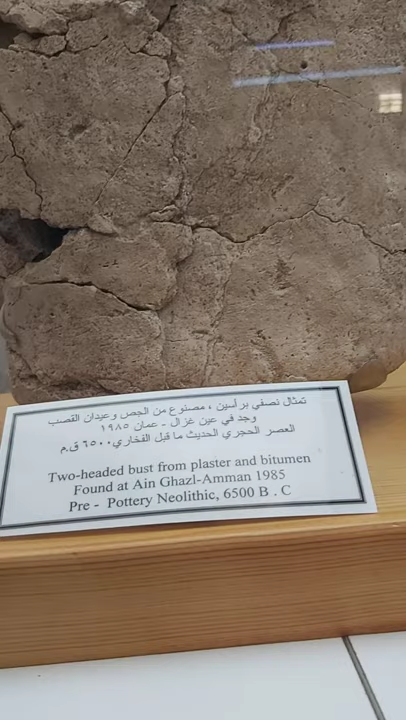 تمثال نصفي برأسين ، مصنوع من الجص وعيدان القصب
وجد في عين غزال - عمان ١٩٨٥
العصر الحجري الحديث ما قبل الفخاري ٦٥٠٠ ق.م
Two-headed bust from plaster and bitumen
Found at Ain Ghazl-Amman 1985
Pre - Pottery Neolithic, 6500 B . C